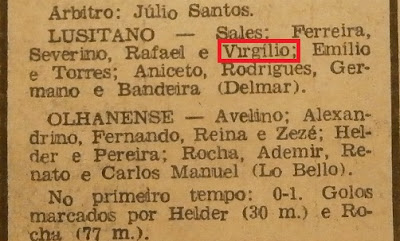 Arbitro: Júlio Santos.
LUSITANO — Sales: Ferreira,
Severino, Rafael e Virgílio; Emílio
e Torres; Aniceto, Rodrigues, Ger-
mano e Bandeira (Delmar).
OLHANENSE — Avelino; Alexan-
drino, Fernando, Reina e Zezé; Hel-
der e Pereira; Rocha, Ademir, Re-
nato e Carlos Manuel (Lo Bello).
No primeiro tempo: 0-1. Golos
marcados por Helder (30 m.) e Ro-
cha (77 m.)